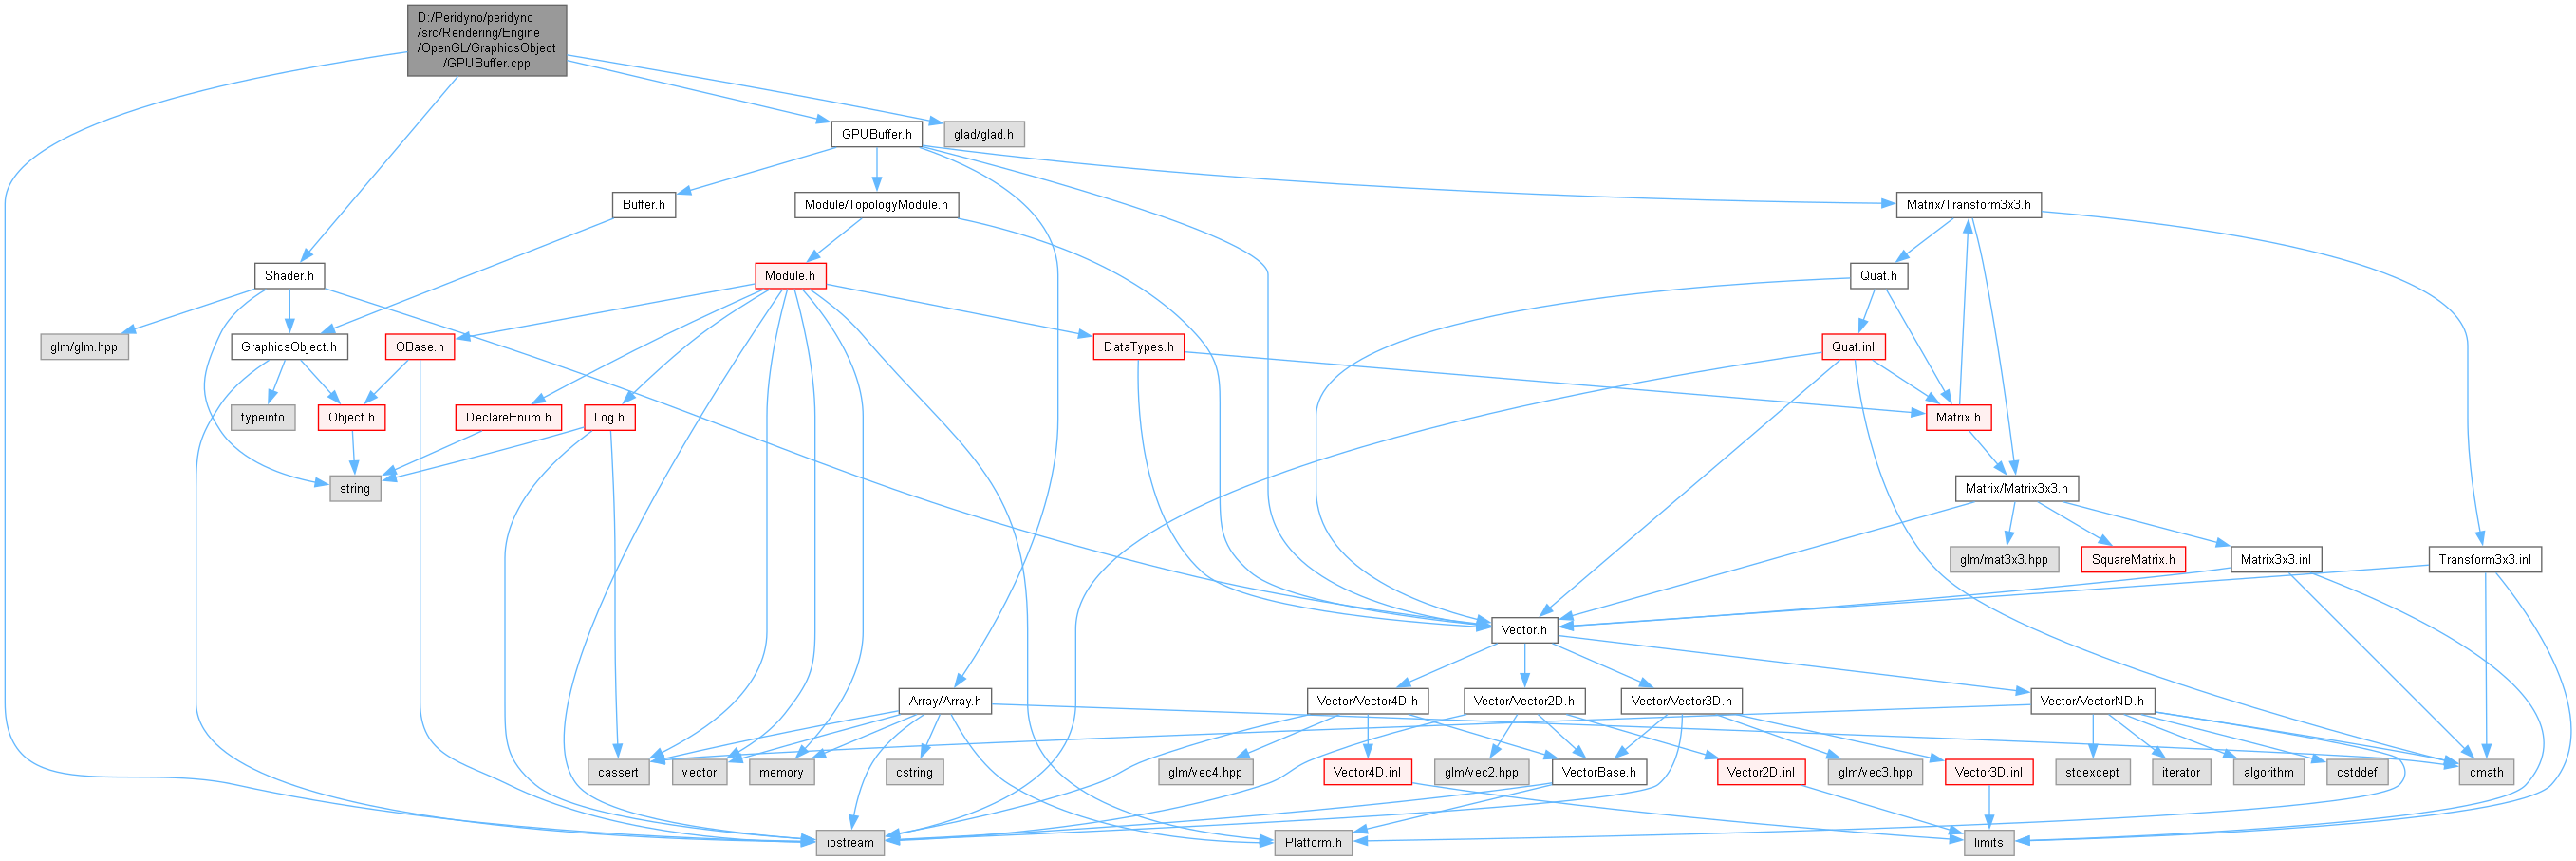 D:/Peridyno/peridyno
/src/Rendering/Engine
/OpenGL/GraphicsObject
/GPUBuffer.cpp
GPUBuffer.h
glad/glad.h
Buffer.h
Module/TopologyModule.h
Matrix/Transform3x3.h
Shader.h
Module.h
Quat.h
glm/glm.hpp
GraphicsObject.h
OBase.h
DataTypes.h
Quat.inl
typeinfo
Object.h
DeclareEnum.h
Log.h
Matrix.h
string
Matrix/Matrix3x3.h
glm/mat3x3.hpp
SquareMatrix.h
Matrix3x3.inl
Transform3x3.inl
Vector.h
Array/Array.h
Vector/Vector4D.h
Vector/Vector2D.h
Vector/Vector3D.h
Vector/VectorND.h
cassert
vector
memory
cstring
glm/vec4.hpp
Vector4D.inl
glm/vec2.hpp
VectorBase.h
Vector2D.inl
glm/vec3.hpp
Vector3D.inl
stdexcept
iterator
algorithm
cstddef
cmath
iostream
Platform.h
limits